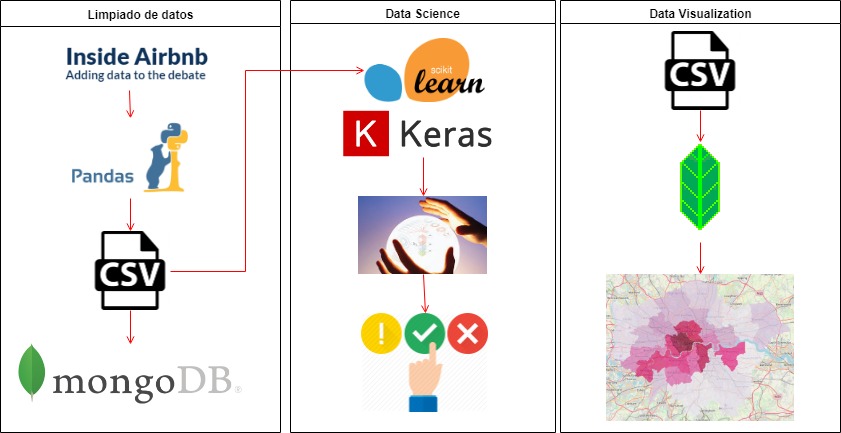 Limpiado de datos
Inside Airbnb
Adding data to the debate
Pandas
CSV
mongoDB®
Data Science
scikit
learn
K Keras
!
Data Visualization
CSV